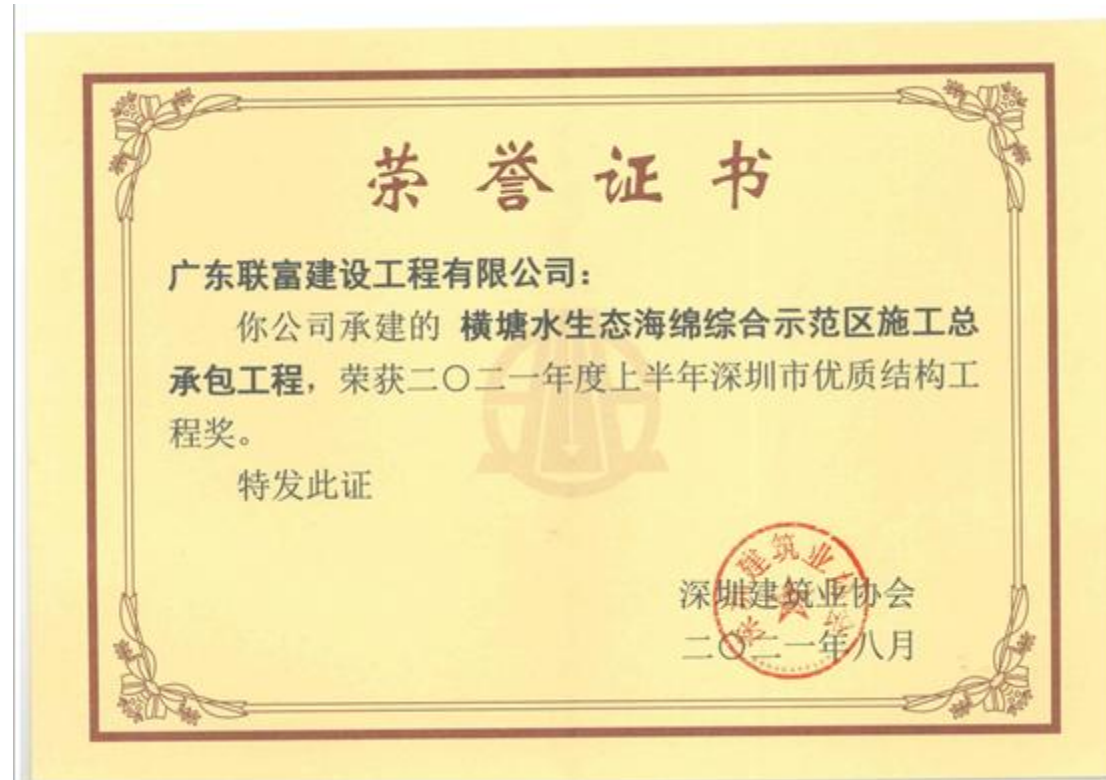 荣誉证书
广东联富建设工程有限公司：
你公司承建的 横塘水生态海绵综合示范区施工总
承包工程，荣获二〇二一年度上半年深圳市优质结构工
程奖。
特发此证
深圳建筑业协会
二〇二一年八月